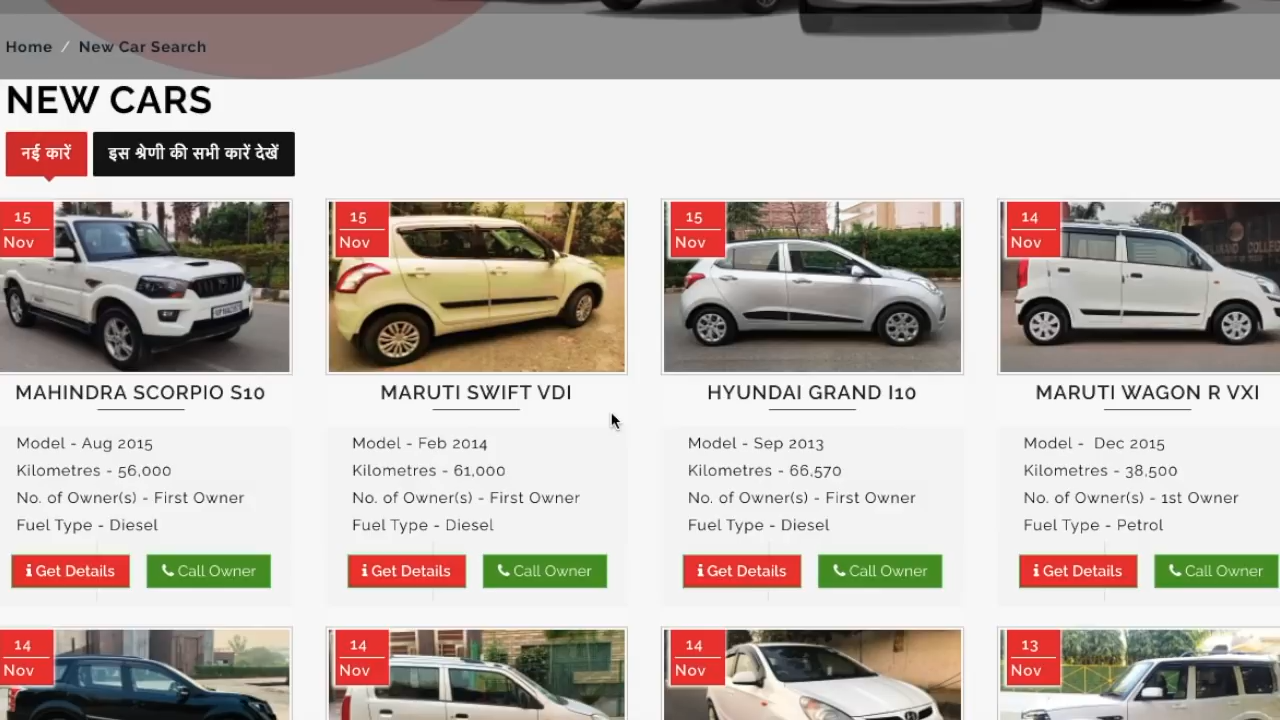 Home / New Car Search
NEW CARS
नई कारें
इस श्रेणी की सभी कारें देखें
15
Nov
15
Nov
15
Nov
14
Nov
MAHINDRA SCORPIO S10
MARUTI SWIFT VDI
HYUNDAI GRAND I10
MARUTI WAGON R VXI
Model - Aug 2015
Kilometres - 56,000
No. of Owner(s) - First Owner
Fuel Type - Diesel
Get Details
Call Owner
Model - Feb 2014
Kilometres - 61,000
No. of Owner(s) - First Owner
Fuel Type - Diesel
Get Details
Call Owner
Model - Sep 2013
Kilometres - 66,570
No. of Owner(s) - First Owner
Fuel Type - Diesel
Get Details
Call Owner
Model - Dec 2015
Kilometres - 38,500
No. of Owner(s) - 1st Owner
Fuel Type - Petrol
Get Details
Call Owner
14
Nov
14
Nov
14
Nov
13
Nov